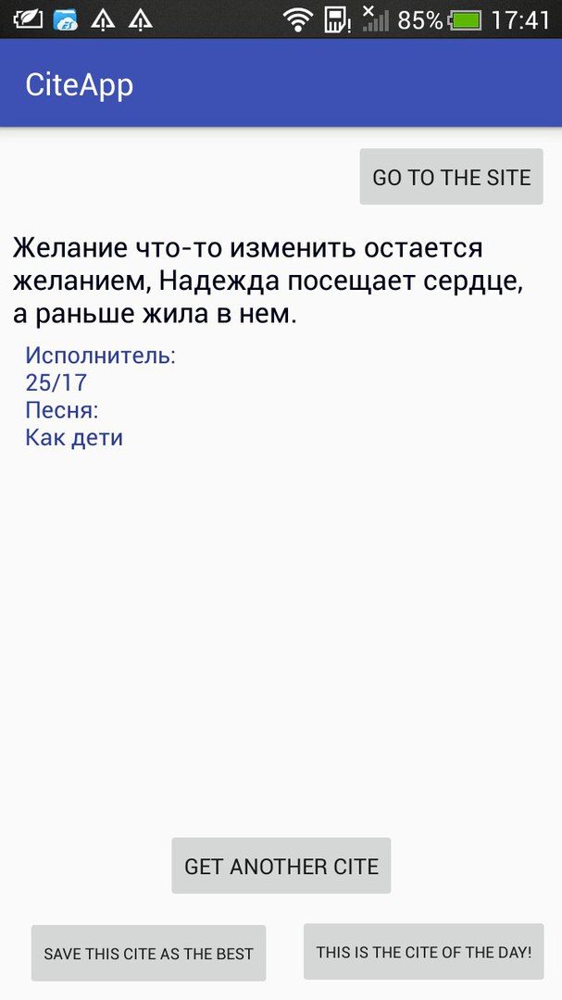 85% 17:41
CiteApp
GO TO THE SITE
Желание что-то изменить остается
желанием, Надежда посещает сердце,
а раньше жила в нем.
Исполнитель:
25/17
Песня:
Как дети
GET ANOTHER CITE
SAVE THIS CITE AS THE BEST
THIS IS THE CITE OF THE DAY!